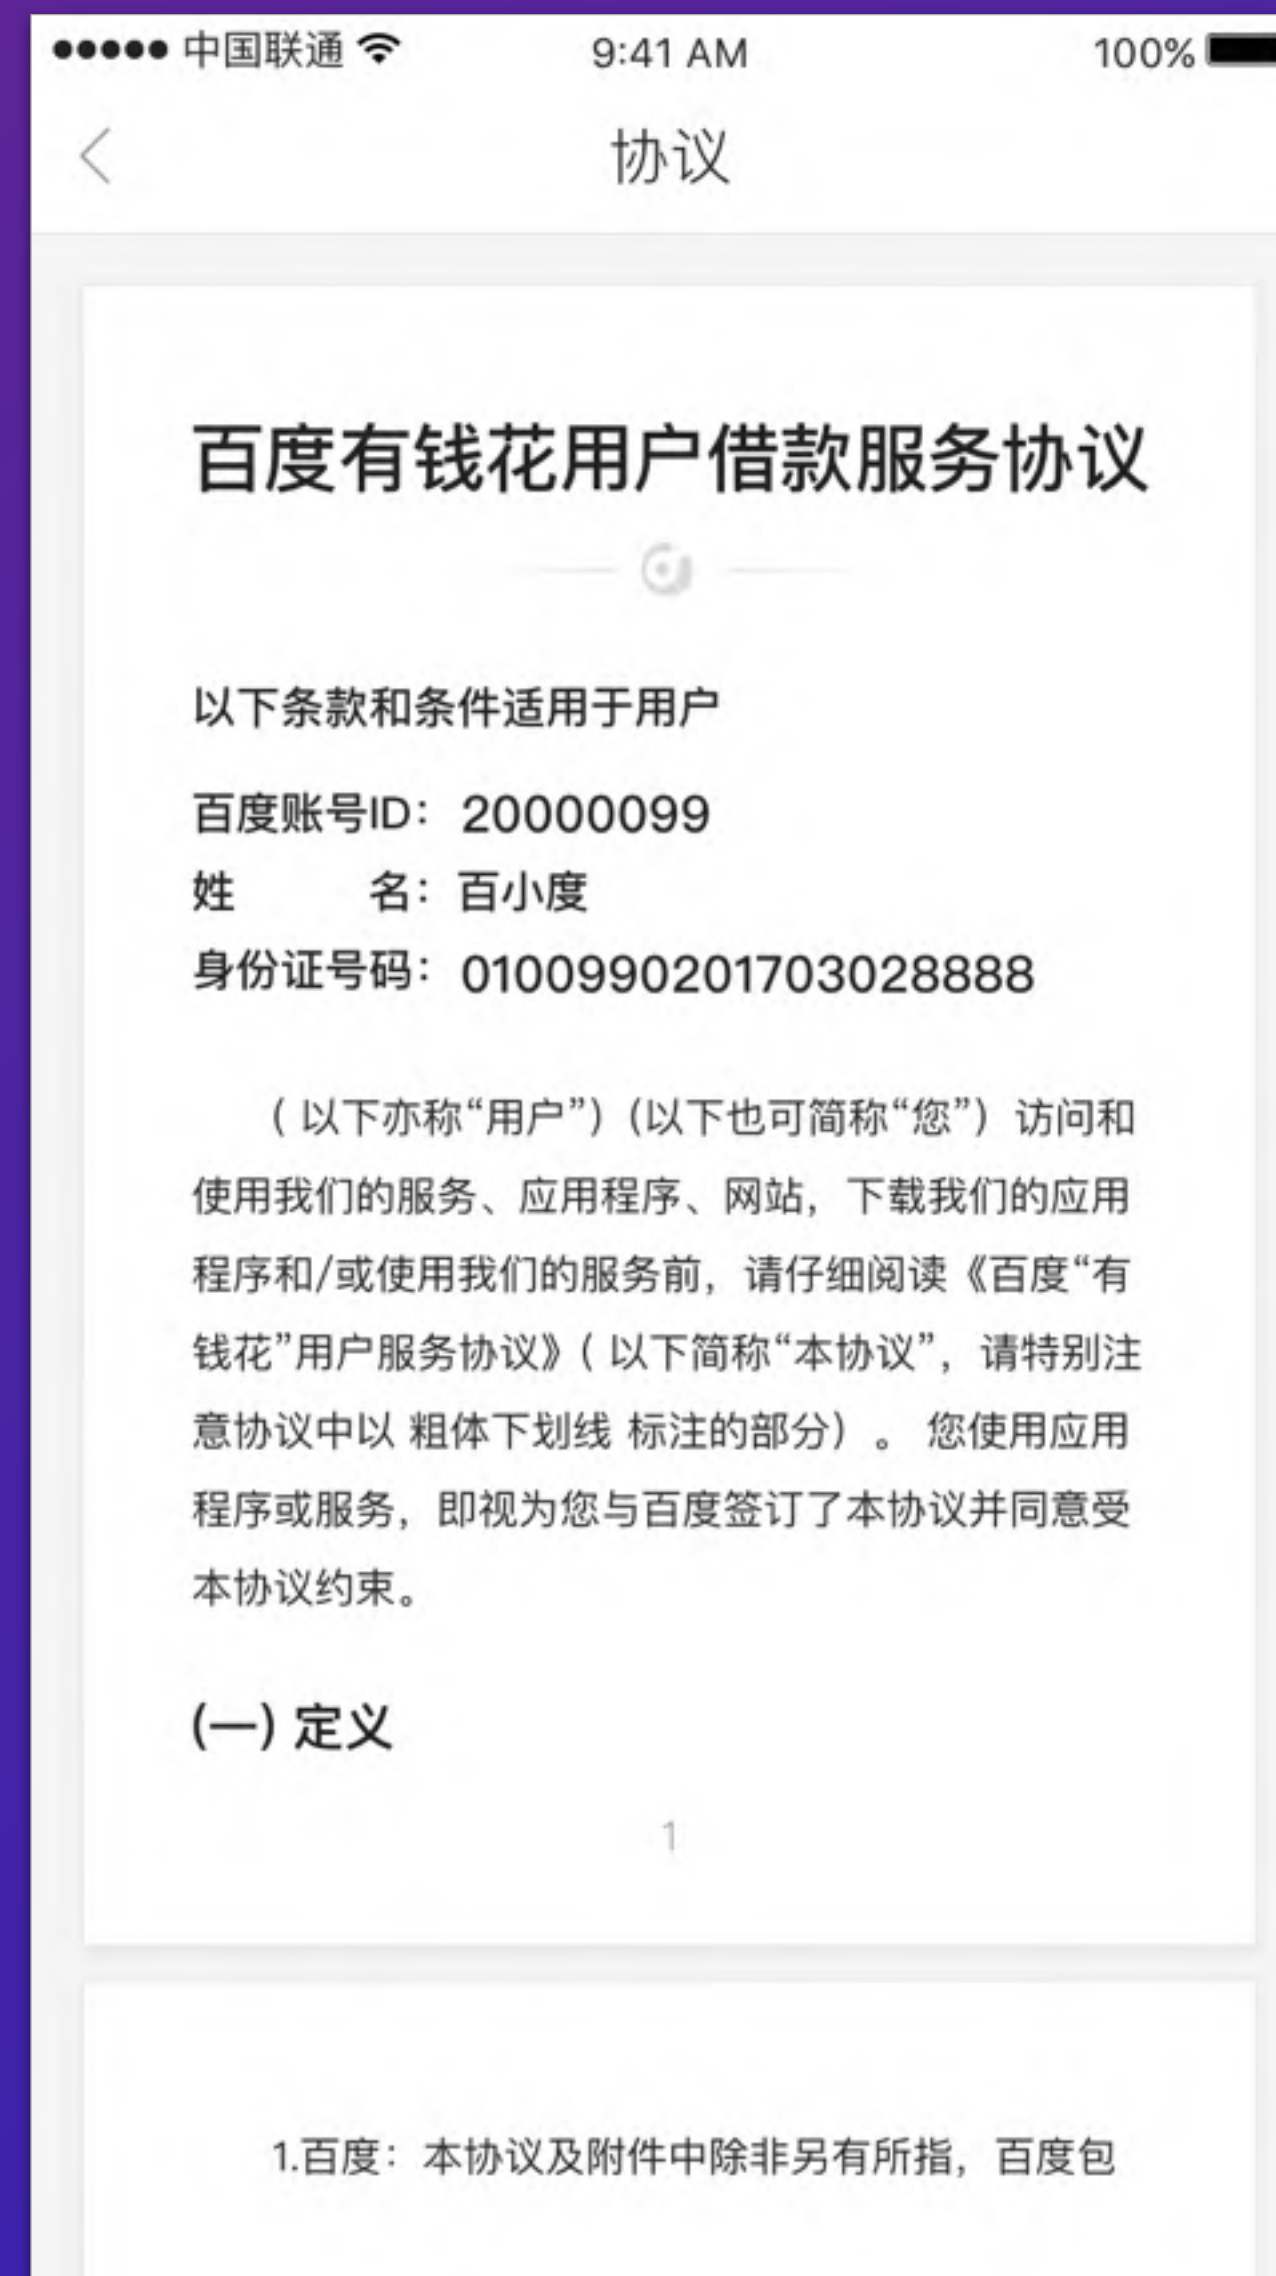 中国联通 9:41 AM 100%
协议
百度有钱花用户借款服务协议
以下条款和条件适用于用户
百度账号ID： 20000099
姓 名：百小度
身份证号码： 010099020170302888​8
（ 以下亦称“用户”）（以下也可简称“您”）访问和
使用我们的服务、应用程序、网站，下载我们的应用
程序和/或使用我们的服务前，请仔细阅读《百度“有
钱花”用户服务协议》（ 以下简称“本协议”，请特别注
意协议中以 粗体下划线 标注的部分）。 您使用应用
程序或服务，即视为您与百度签订了本协议并同意受
本协议约束。
(一) 定义
1
1.百度：本协议及附件中除非另有所指，百度包